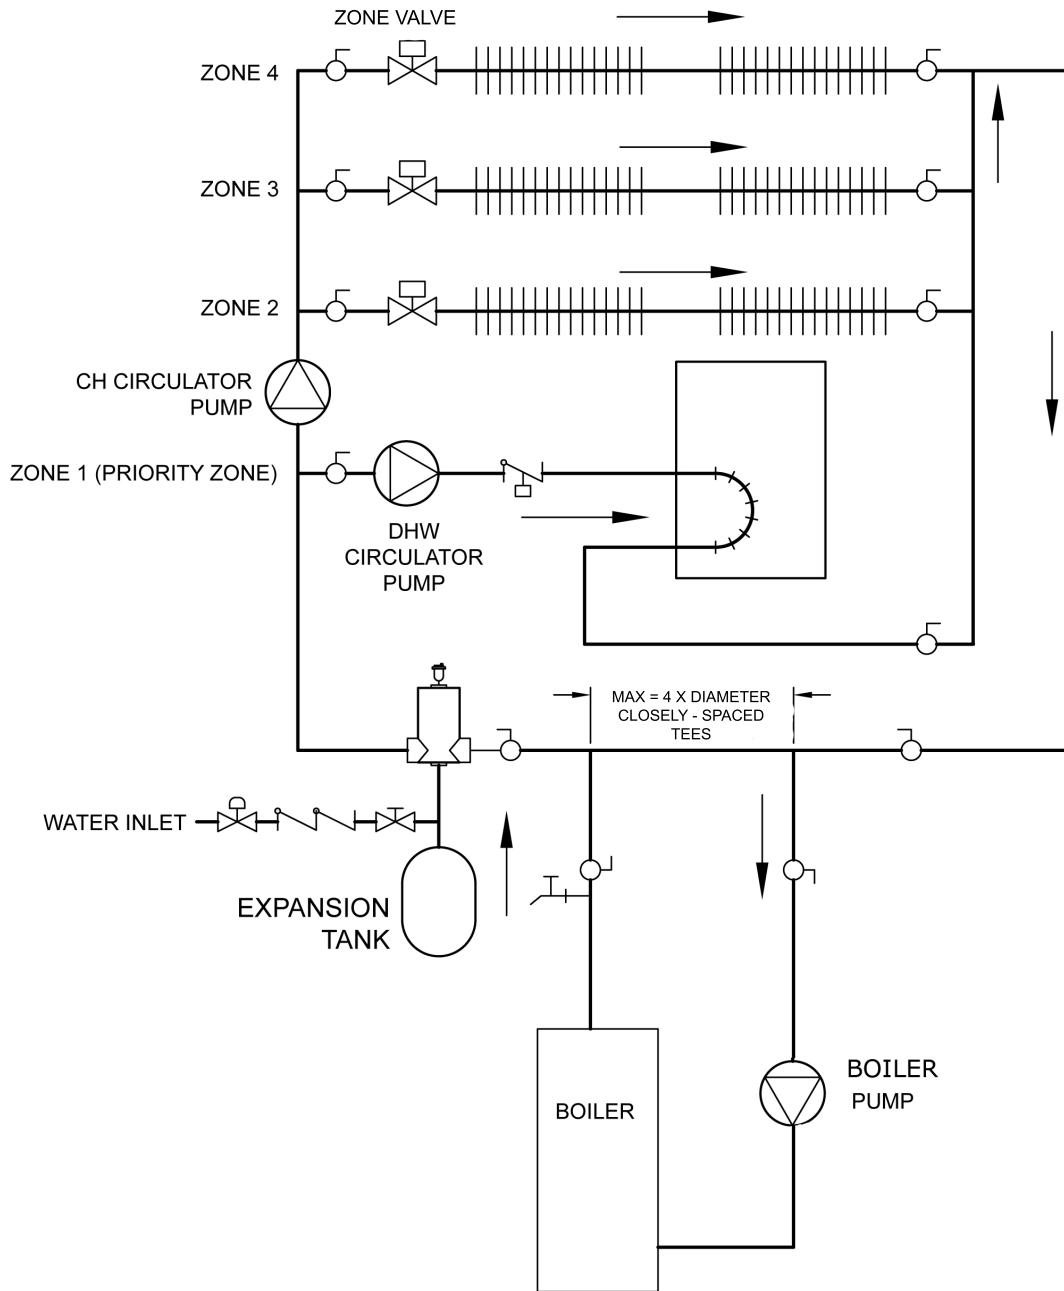 ZONE VALVE
ZONE 4
ZONE 3
ZONE 2
CH CIRCULATOR
PUMP
ZONE 1 (PRIORITY ZONE)
DHW
CIRCULATOR
PUMP
MAX = 4 X DIAMETER
CLOSELY - SPACED
TEES
WATER INLET
EXPANSION
TANK
BOILER
PUMP
BOILER